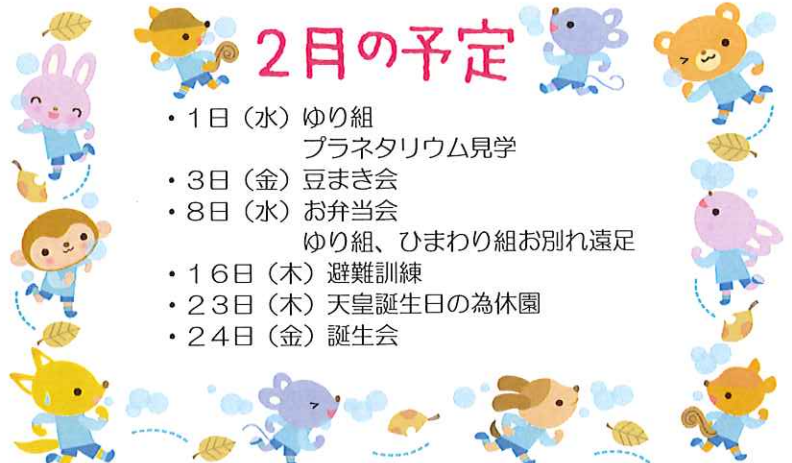 2月の予定
・1日（水）ゆり組
プラネタリウム見学
・3日（金）豆まき会
・8日（水）お弁当会
ゆり組、ひまわり組お別れ遠足
・16日（木）避難訓練
・23日（木）天皇誕生日の為休園
・24日（金）誕生会